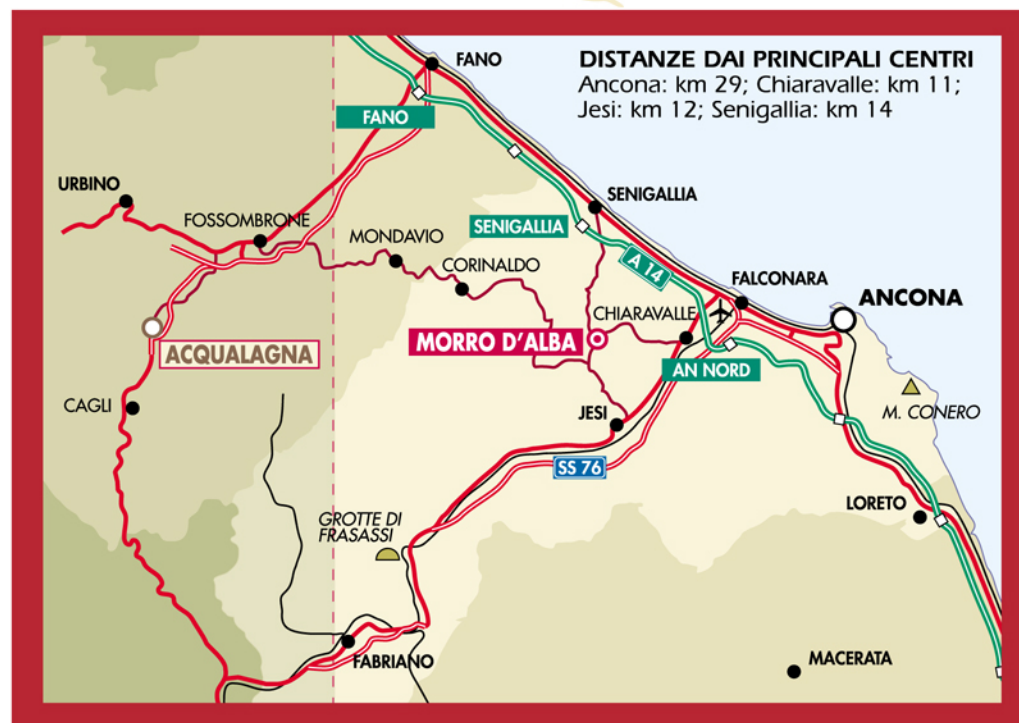 DISTANZE DAI PRINCIPALI CENTRI
Ancona: km 29; Chiaravalle: km 11;
Jesi: km 12; Senigallia: km 14
FANO
FANO
URBINO
FOSSOMBRONE
MONDAVIO
CORINALDO
SENIGALLIA
SENIGALLIA
A 14
FALCONARA
ANCONA
CHIARAVALLE
MORRO D'ALBA
ACQUALAGNA
AN NORD
CAGLI
JESI
M. CONERO
SS 76
LORETO
GROTTE DI
FRASASSI
FABRIANO
MACERATA